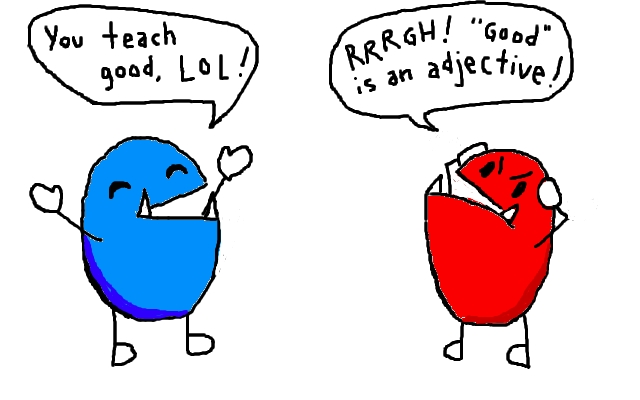 You teach
good, LOL!
RRRGH! "Good"
is an adjective!